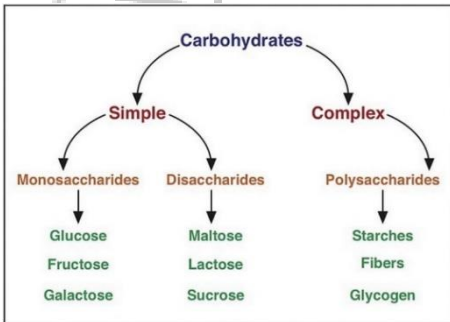 Carbohydrates
Simple
Complex
Monosaccharides
Disaccharides
Polysaccharides
Glucose
Maltose
Starches
Fructose
Lactose
Fibers
Galactose
Sucrose
Glycogen